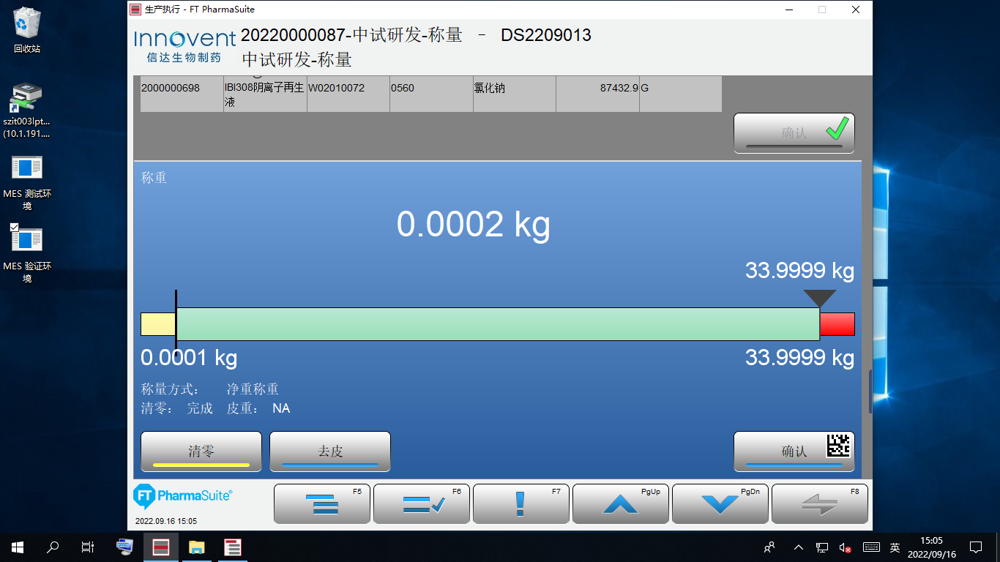 生产执行 - FT PharmaSuite
回收站
Innovent
信达生物制药
20220000087-中试研发-称量 － DS2209013
中试研发-称量
2000000698
IBI308阴离子再生
液
W02010072
0560
氯化钠
87432.9
G
确认
szit003lpt...
(10.1.191....
称重
0.0002 kg
MES 测试环
境
33.9999 kg
MES 验证环
境
0.0001 kg
33.9999 kg
称量方式： 净重称重
清零： 完成 皮重： NA
清零
去皮
确认
FT PharmaSuite®
2022.09.16 15:05
F5
F6
F7
PgUp
PgDn
F8
英
15:05
2022/09/16